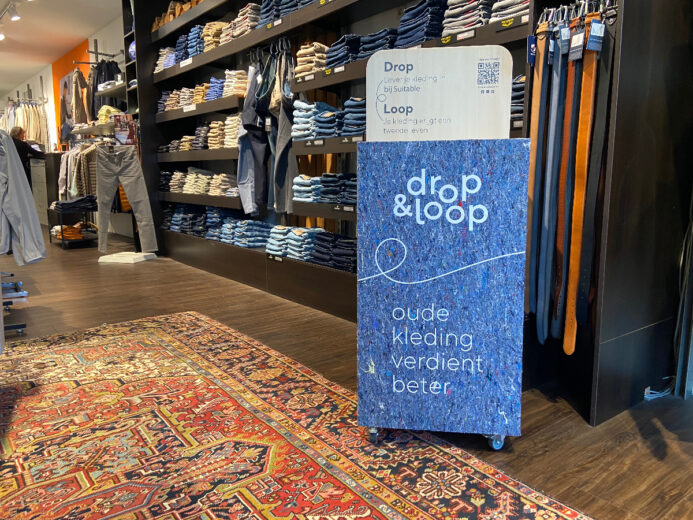 Drop
Lever je kleding in
bij Suitable
Loop
Je kleding krijgt een
tweede leven
drop
&loop
oude
kleding
verdient
beter